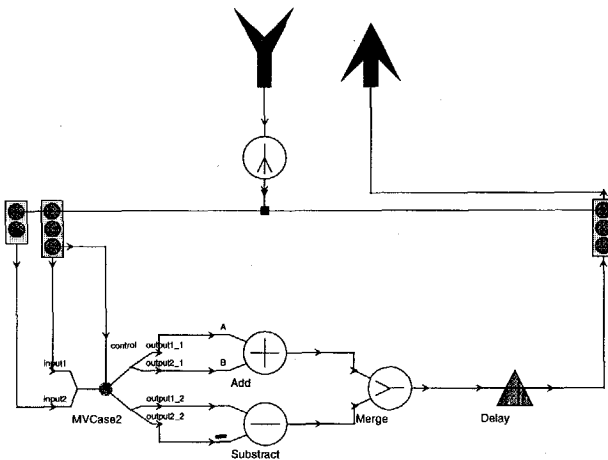 A
control
output1_1
input1
output2_1
B
Add
input2
output1_2
MVCase2
output2_2
Merge
Delay
Substract